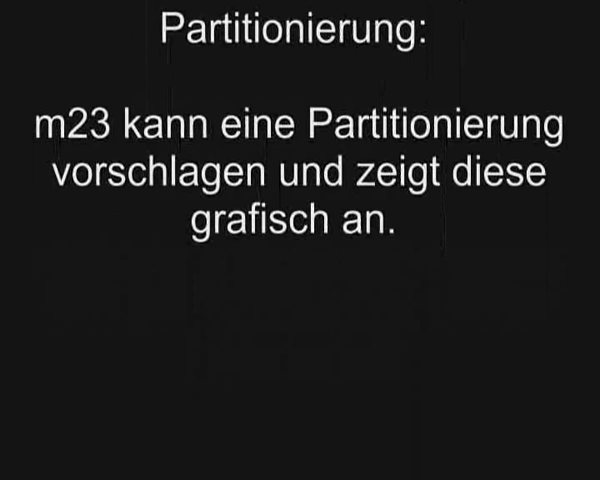 Partitionierung:
m23 kann eine Partitionierung
vorschlagen und zeigt diese
grafisch an.